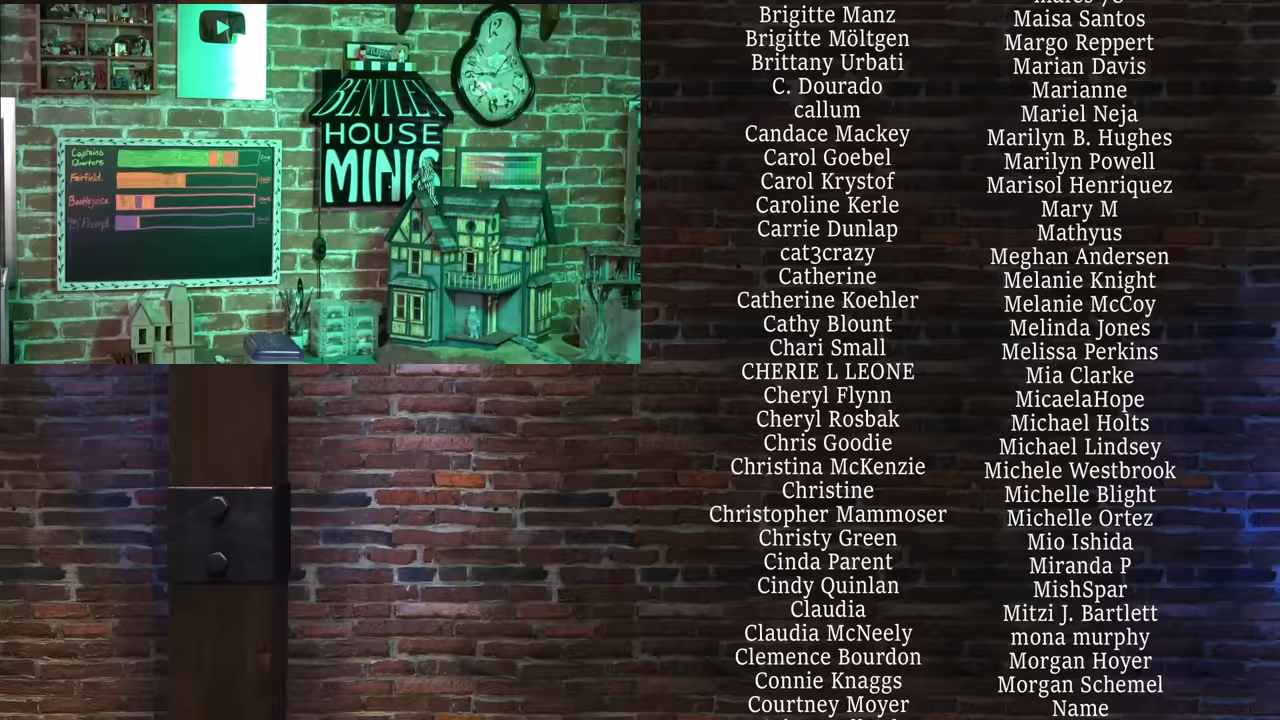 BENTLEY
HOUSE
MINIS
Captains
Quarters
Fairfield
Beetlejuice
Brigitte Manz
Brigitte Möltgen
Brittany Urbati
C. Dourado
callum
Candace Mackey
Carol Goebel
Carol Krystof
Caroline Kerle
Carrie Dunlap
cat3crazy
Catherine
Catherine Koehler
Cathy Blount
Chari Small
CHERIE L LEONE
Cheryl Flynn
Cheryl Rosbak
Chris Goodie
Christina McKenzie
Christine
Christopher Mammoser
Christy Green
Cinda Parent
Cindy Quinlan
Claudia
Claudia McNeely
Clemence Bourdon
Connie Knaggs
Courtney Moyer
Maisa Santos
Margo Reppert
Marian Davis
Marianne
Mariel Neja
Marilyn B. Hughes
Marilyn Powell
Marisol Henriquez
Mary M
Mathyus
Meghan Andersen
Melanie Knight
Melanie McCoy
Melinda Jones
Melissa Perkins
Mia Clarke
MicaelaHope
Michael Holts
Michael Lindsey
Michele Westbrook
Michelle Blight
Michelle Ortez
Mio Ishida
Miranda P
MishSpar
Mitzi J. Bartlett
mona murphy
Morgan Hoyer
Morgan Schemel
Name